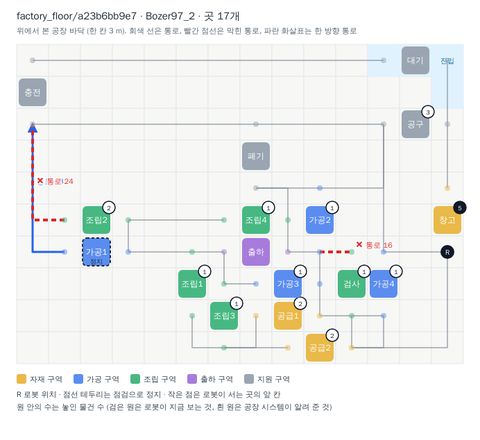 factory_floor/a23b6bb9e7 · Bozer97_2 · 곳 17개
위에서 본 공장 바닥 (한 칸 3 m). 회색 선은 통로, 빨간 점선은 막힌 통로, 파란 화살표는 한 방향 통로
대기
진입
충전
3
공구
폐기
✕ 통로\24
2
조립2
1
조립4
1
가공2
5
창고
가공1
정지
출하
✕ 통로 16
R
1
조립1
1
가공3
1
검사
1
가공4
1
조립3
2
공급1
2
공급2
자재 구역
가공 구역
조립 구역
출하 구역
지원 구역
R 로봇 위치 · 점선 테두리는 점검으로 정지 · 작은 점은 로봇이 서는 곳의 앞 칸
원 안의 수는 놓인 물건 수 (검은 원은 로봇이 지금 보는 것, 흰 원은 공장 시스템이 알려 준 것)